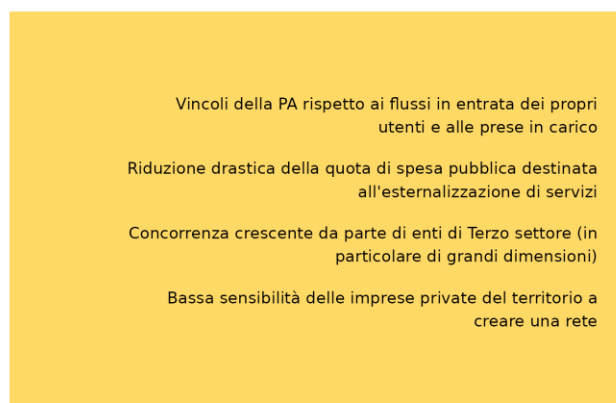 Vincoli della PA rispetto ai flussi in entrata dei propri
utenti e alle prese in carico
Riduzione drastica della quota di spesa pubblica destinata
all'esternalizzazione di servizi
Concorrenza crescente da parte di enti di Terzo settore (in
particolare di grandi dimensioni)
Bassa sensibilità delle imprese private del territorio a
creare una rete